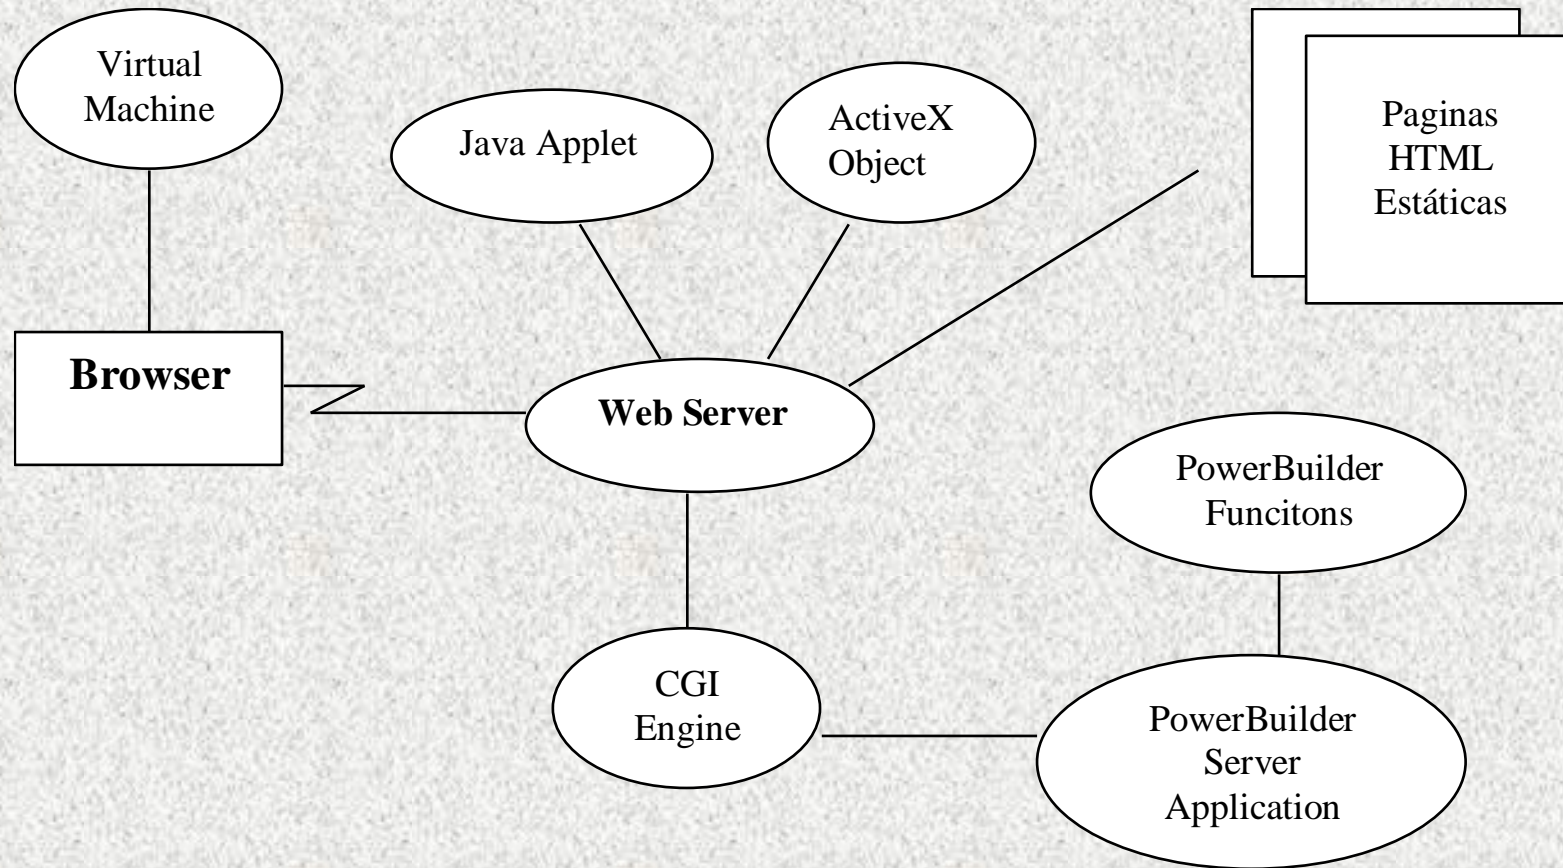 Virtual
Machine
Java Applet
ActiveX
Object
Paginas
HTML
Estáticas
Browser
Web Server
PowerBuilder
Funcitons
CGI
Engine
PowerBuilder
Server
Application